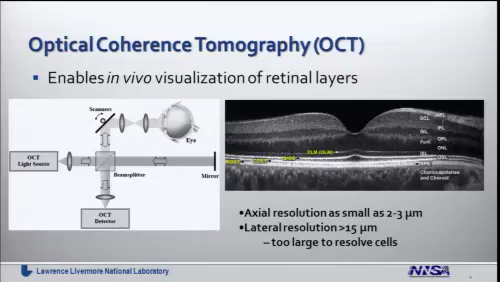 Optical Coherence Tomography (OCT)
Enables in vivo visualization of retinal layers
Scanners
Eye
OCT
Light Source
Beamsplitter
Mirror
OCT
Detector
GCL
IPL
INL
OPL
ONL
ELM (OLM)
Choriocapillaries
and Choroid
•Axial resolution as small as 2-3 µm
•Lateral resolution >15 µm
– too large to resolve cells
Lawrence Livermore National Laboratory
NNSA